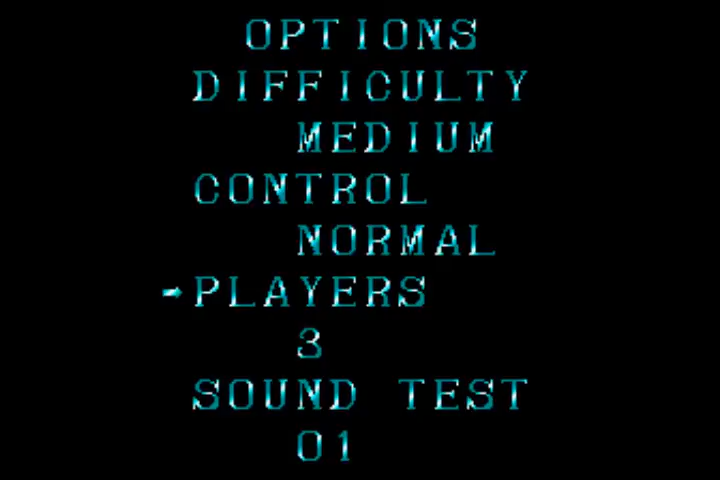 OPTIONS
DIFFICULTY
MEDIUM
CONTROL
NORMAL
PLAYERS
3
SOUND TEST
01